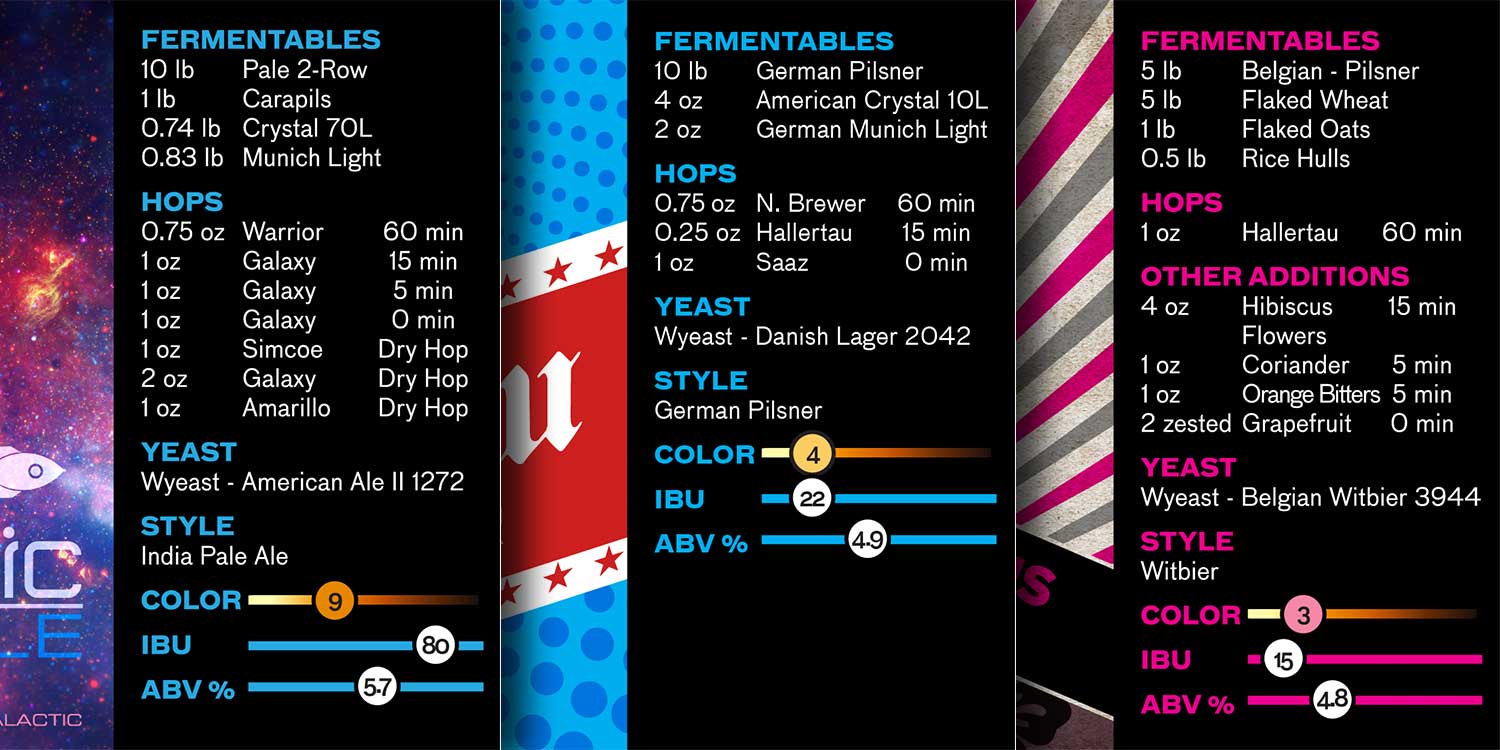 FERMENTABLES
10 lb Pale 2-Row
1 lb Carapils
0.74 lb Crystal 70L
0.83 lb Munich Light
HOPS
0.75 oz Warrior 60 min
1 oz Galaxy 15 min
1 oz Galaxy 5 min
1 oz Galaxy 0 min
1 oz Simcoe Dry Hop
2 oz Galaxy Dry Hop
1 oz Amarillo Dry Hop
YEAST
Wyeast - American Ale II 1272
STYLE
India Pale Ale
COLOR 9
IBU 80
ABV % 5.7
FERMENTABLES
10 lb German Pilsner
4 oz American Crystal 10L
2 oz German Munich Light
HOPS
0.75 oz N. Brewer 60 min
0.25 oz Hallertau 15 min
1 oz Saaz 0 min
YEAST
Wyeast - Danish Lager 2042
STYLE
German Pilsner
COLOR 4
IBU 22
ABV % 4.9
FERMENTABLES
5 lb Belgian - Pilsner
5 lb Flaked Wheat
1 lb Flaked Oats
0.5 lb Rice Hulls
HOPS
1 oz Hallertau 60 min
OTHER ADDITIONS
4 oz Hibiscus 15 min
Flowers
1 oz Coriander 5 min
1 oz Orange Bitters 5 min
2 zested Grapefruit 0 min
YEAST
Wyeast - Belgian Witbier 3944
STYLE
Witbier
COLOR 3
IBU 15
ABV % 4.8